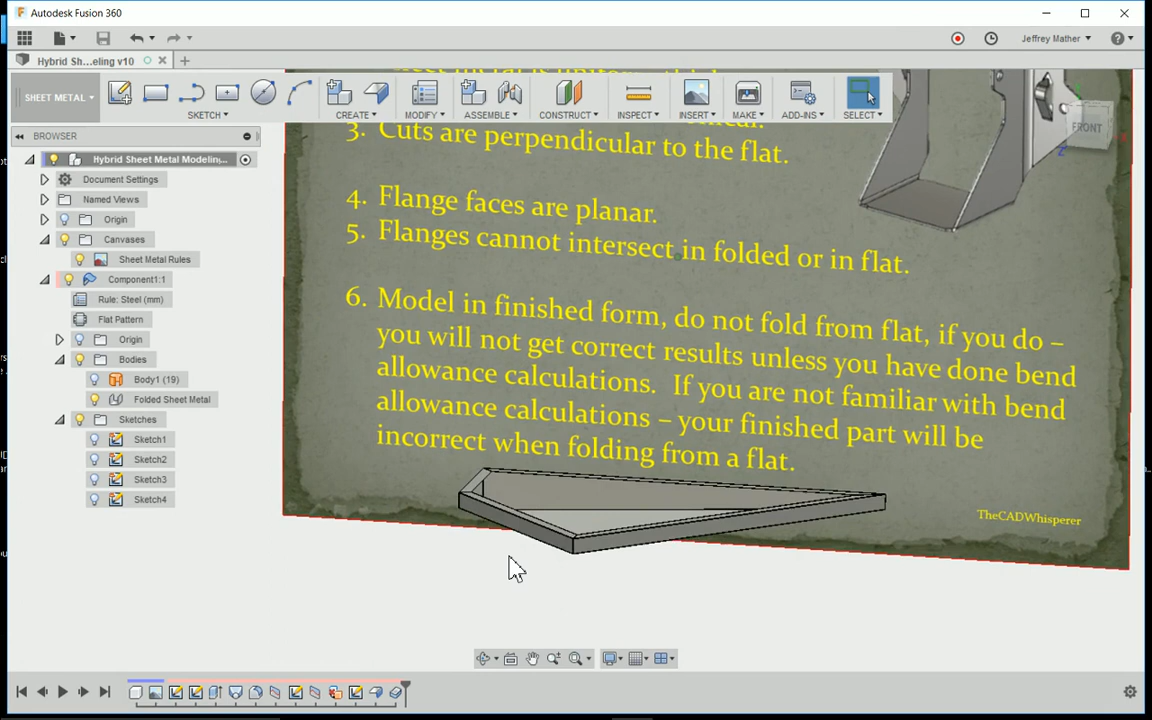 Autodesk Fusion 360
Jeffrey Mather
Hybrid Sh...eling v10
SHEET METAL
SKETCH
CREATE
MODIFY
ASSEMBLE
CONSTRUCT
INSPECT
INSERT
MAKE
ADD-INS
SELECT
BROWSER
Hybrid Sheet Metal Modelin...
Document Settings
Named Views
Origin
Canvases
Sheet Metal Rules
Component1:1
Rule: Steel (mm)
Flat Pattern
Origin
Bodies
Body1 (19)
Folded Sheet Metal
Sketches
Sketch1
Sketch2
Sketch3
Sketch4
FRONT
Z
3. Cuts are perpendicular to the flat.
4. Flange faces are planar.
5. Flanges cannot intersect in folded or in flat.
6. Model in finished form, do not fold from flat, if you do –
you will not get correct results unless you have done bend
allowance calculations. If you are not familiar with bend
allowance calculations – your finished part will be
incorrect when folding from a flat.
TheCADWhisperer